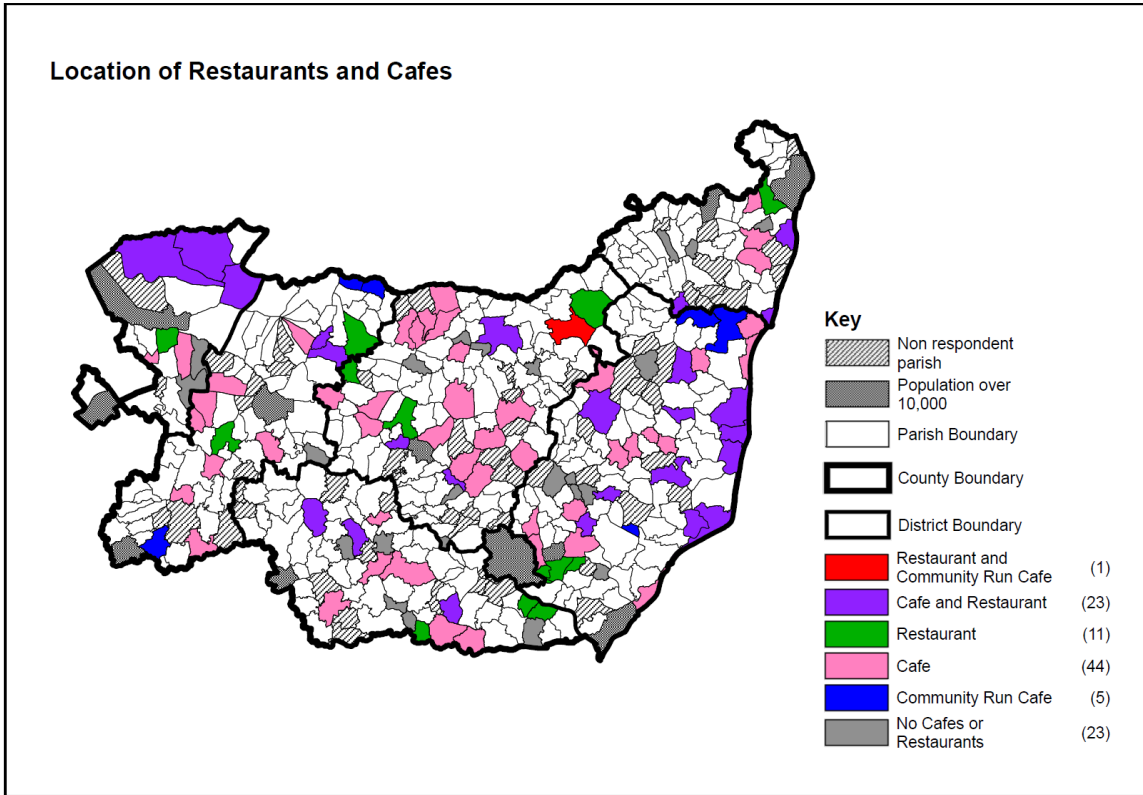 Location of Restaurants and Cafes
Key
Non respondent
parish
Population over
10,000
Parish Boundary
County Boundary
District Boundary
Restaurant and
Community Run Cafe (1)
Cafe and Restaurant (23)
Restaurant (11)
Cafe (44)
Community Run Cafe (5)
No Cafes or
Restaurants (23)